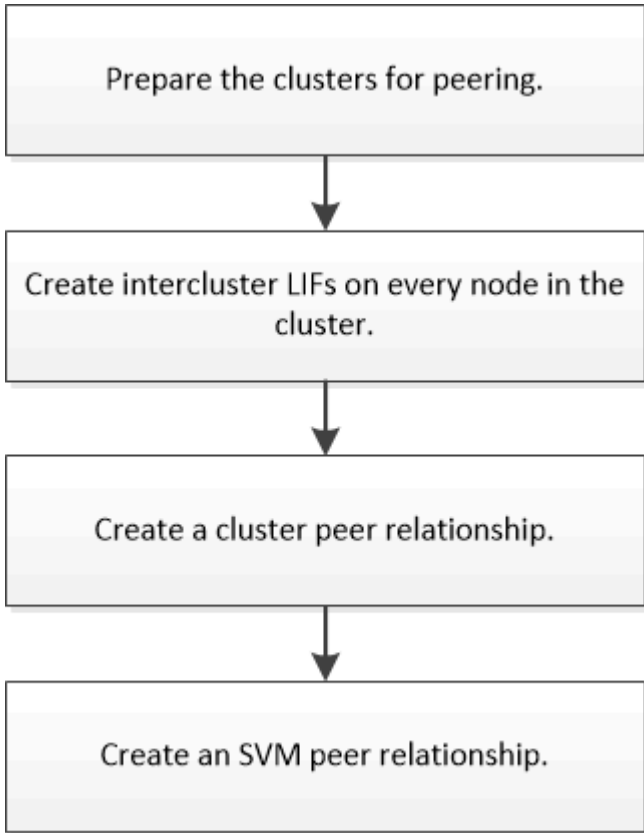 Prepare the clusters for peering.
Create intercluster LIFs on every node in the
cluster.
Create a cluster peer relationship.
Create an SVM peer relationship.